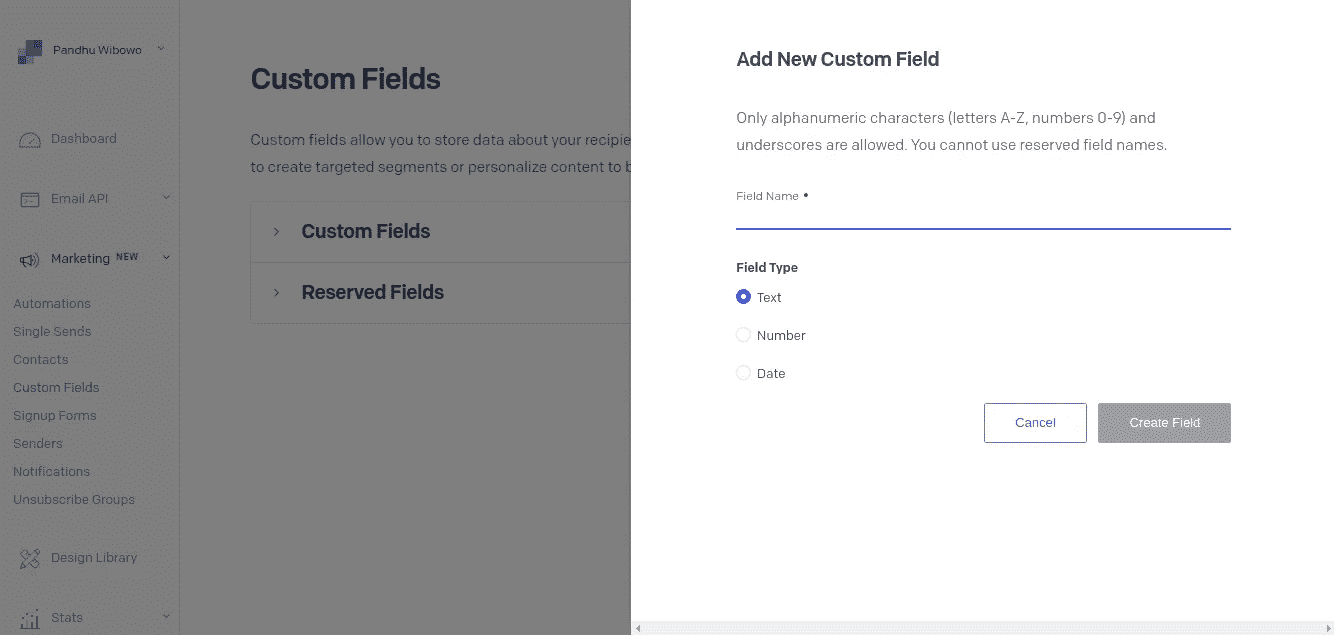 Pandhu Wibowo
Dashboard
Email API
Marketing NEW
Automations
Single Sends
Contacts
Custom Fields
Signup Forms
Senders
Notifications
Unsubscribe Groups
Design Library
Stats
Custom Fields
Custom fields allow you to store data about your recipie
to create targeted segments or personalize content to b
Custom Fields
Reserved Fields
Add New Custom Field
Only alphanumeric characters (letters A-Z, numbers 0-9) and
underscores are allowed. You cannot use reserved field names.
Field Name •
Field Type
Text
Number
Date
Cancel
Create Field